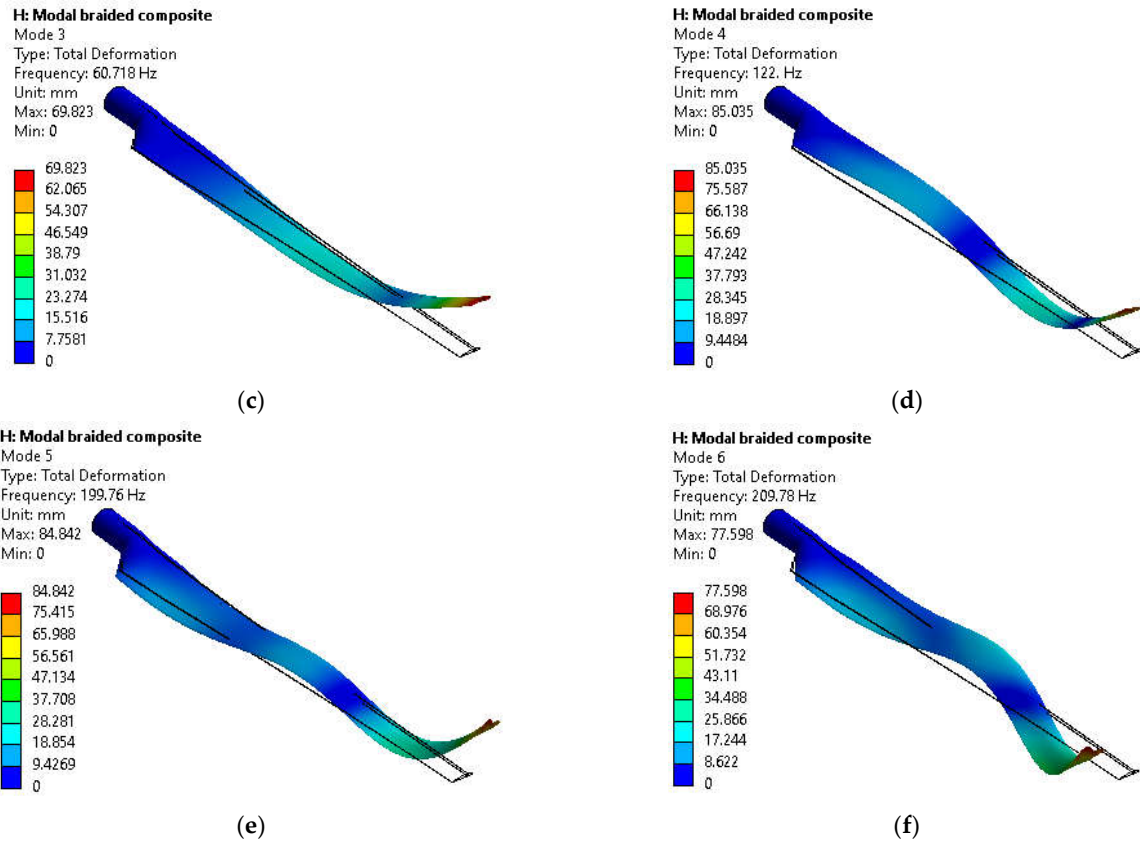 H: Modal braided composite
Mode 3
Type: Total Deformation
Frequency: 60.718 Hz
Unit: mm
Max: 69.823
Min: 0
69.823
62.065
54.307
46.549
38.79
31.032
23.274
15.516
7.7581
0
(c)
H: Modal braided composite
Mode 4
Type: Total Deformation
Frequency: 122. Hz
Unit: mm
Max: 85.035
Min: 0
85.035
75.587
66.138
56.69
47.242
37.793
28.345
18.897
9.4484
0
(d)
H: Modal braided composite
Mode 5
Type: Total Deformation
Frequency: 199.76 Hz
Unit: mm
Max: 84.842
Min: 0
84.842
75.415
65.988
56.561
47.134
37.708
28.281
18.854
9.4269
0
(e)
H: Modal braided composite
Mode 6
Type: Total Deformation
Frequency: 209.78 Hz
Unit: mm
Max: 77.598
Min: 0
77.598
68.976
60.354
51.732
43.11
34.488
25.866
17.244
8.622
0
(f)